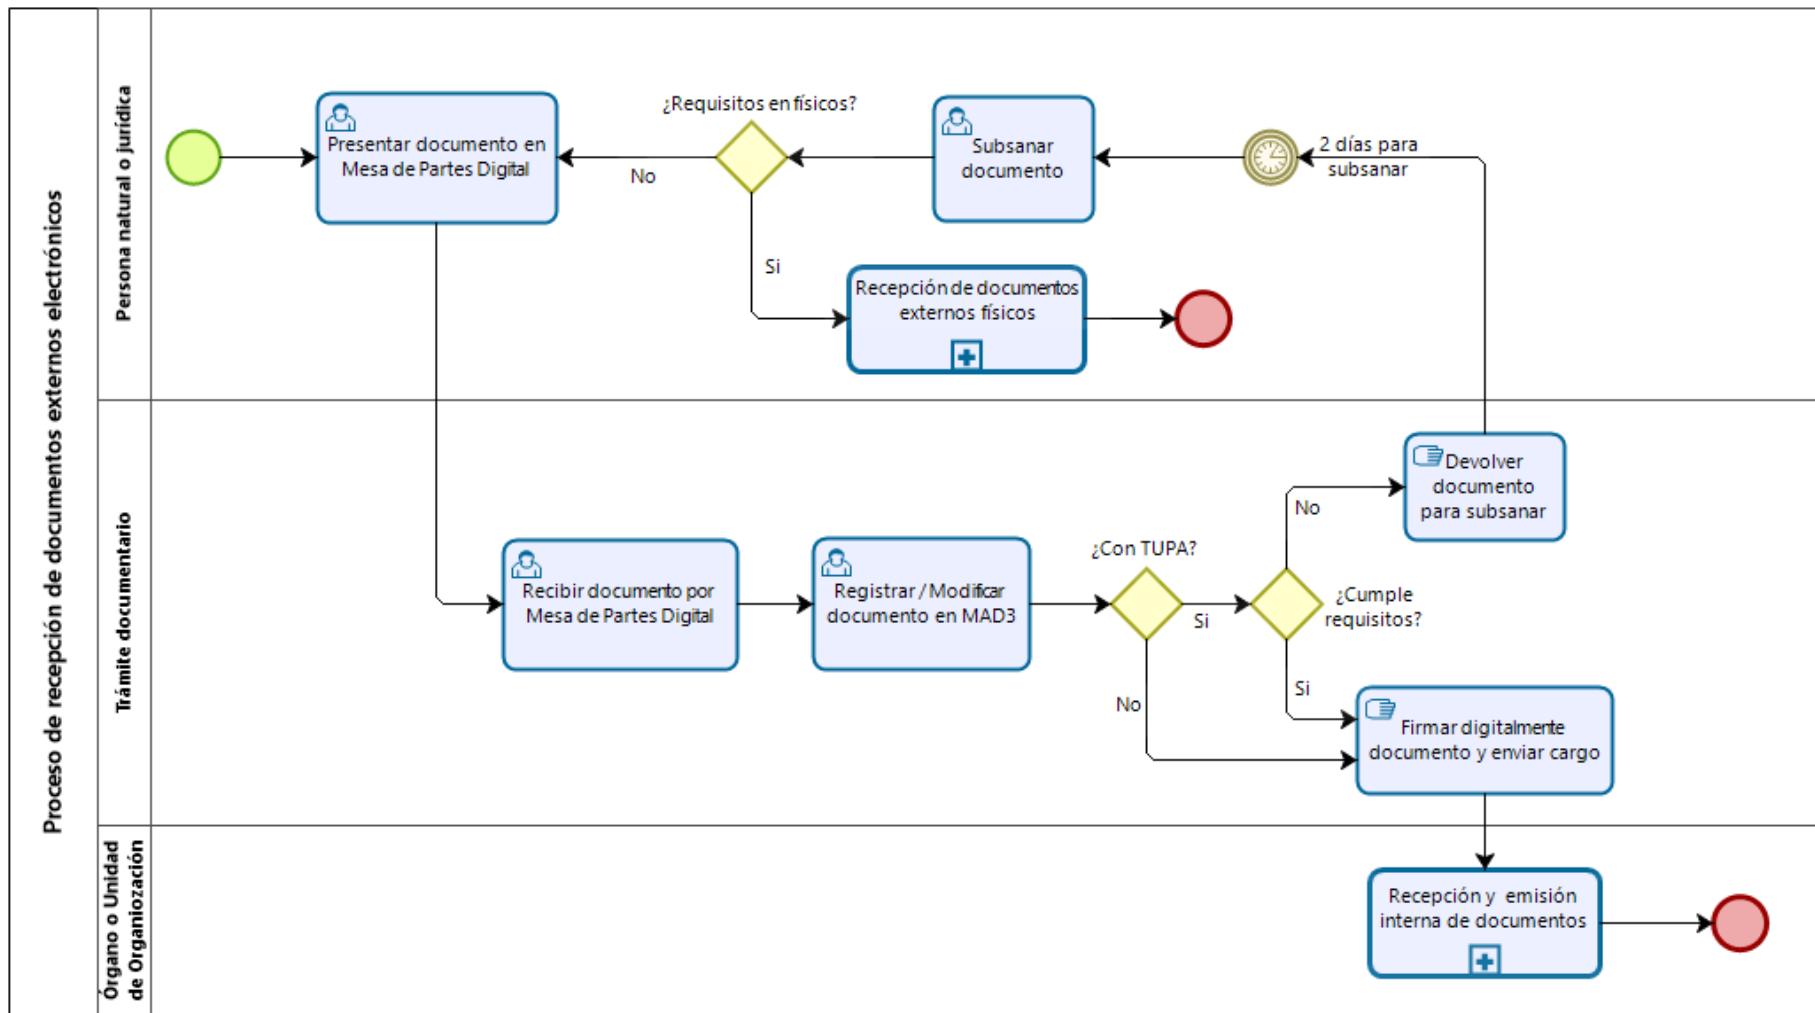 Proceso de recepción de documentos externos electrónicos
Persona natural o jurídica
Presentar documento en
Mesa de Partes Digital
No
¿Requisitos en físicos?
Si
Subsanar
documento
2 días para
subsanar
Recepción de documentos
externos físicos
Trámite documentario
Recibir documento por
Mesa de Partes Digital
Registrar / Modificar
documento en MAD3
¿Con TUPA?
Si
No
¿Cumple
requisitos?
No
Si
Devolver
documento
para subsanar
Firmar digitalmente
documento y enviar cargo
Órgano o Unidad
de Organiozación
Recepción y emisión
interna de documentos